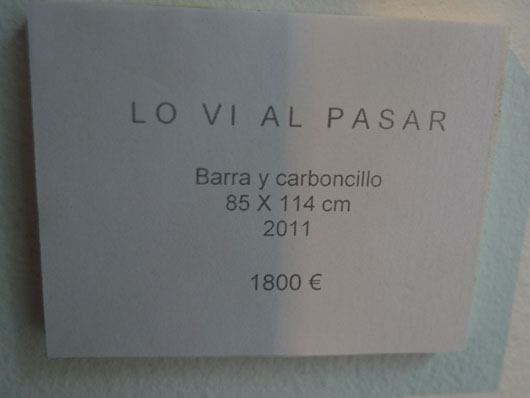 LO VI AL PASAR
Barra y carboncillo
85 X 114 cm
2011
1800 €